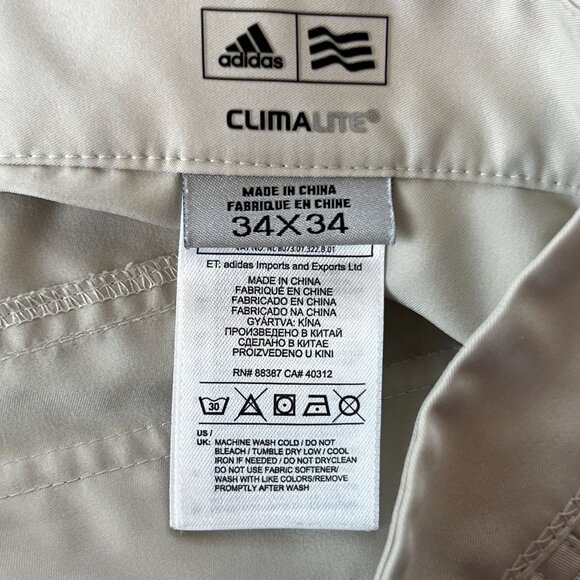 adidas
CLIMALITE®
MADE IN CHINA
FABRIQUE EN CHINE
34X34
ET: adidas Imports and Exports Ltd
MADE IN CHINA
FABRIQUÉ EN CHINE
FABRICADO EN CHINA
FABRICADO NA CHINA
GYÁRTVA: KÍNA
ПРОИЗВЕДЕНО В КИТАЙ
СДЕЛАНО В КИТАЕ
PROIZVEDENO U KINI
RN# 88387 CA# 40312
30
US /
UK: MACHINE WASH COLD / DO NOT
BLEACH / TUMBLE DRY LOW / COOL
IRON IF NEEDED / DO NOT DRYCLEAN
DO NOT USE FABRIC SOFTENER/
WASH WITH LIKE COLORS/ REMOVE
PROMPTLY AFTER WASH